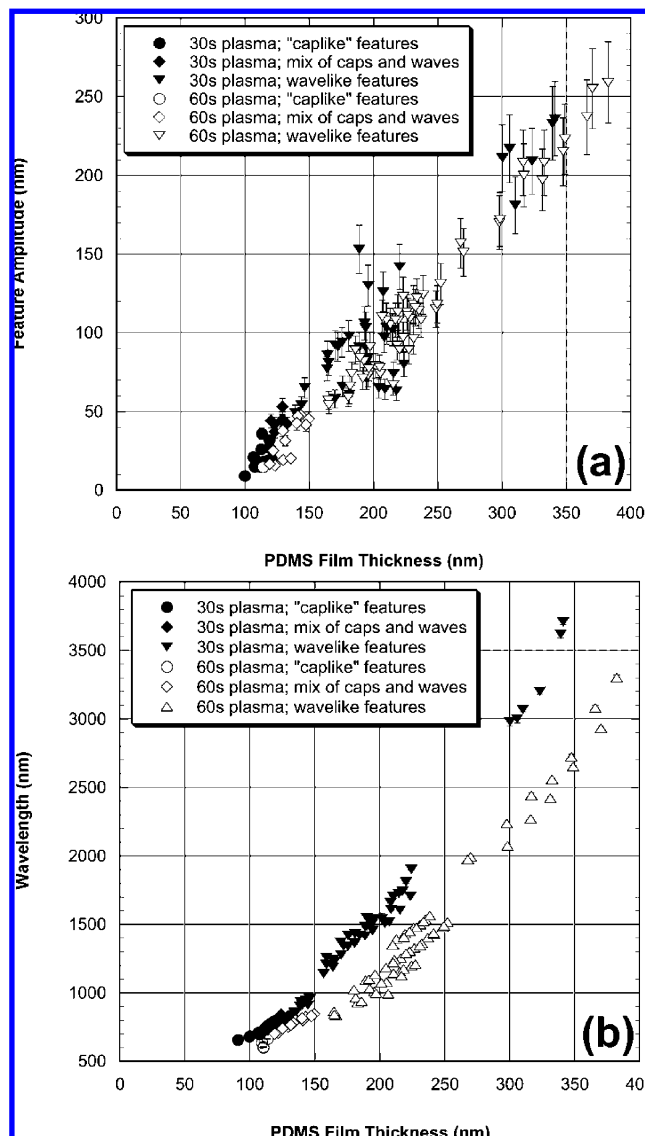 30s plasma; "caplike" features
30s plasma; mix of caps and waves
30s plasma; wavelike features
60s plasma; "caplike" features
60s plasma; mix of caps and waves
60s plasma; wavelike features
300
250
200
150
100
50
0
Feature Amplitude (nm)
(a)
0 50 100 150 200 250 300 350 400
PDMS Film Thickness (nm)
30s plasma; "caplike" features
30s plasma; mix of caps and waves
30s plasma; wavelike features
60s plasma; "caplike" features
60s plasma; mix of caps and waves
60s plasma; wavelike features
4000
3500
3000
2500
2000
1500
1000
500
Wavelength (nm)
(b)
0 50 100 150 200 250 300 350 40
PDMS Film Thickness (nm)